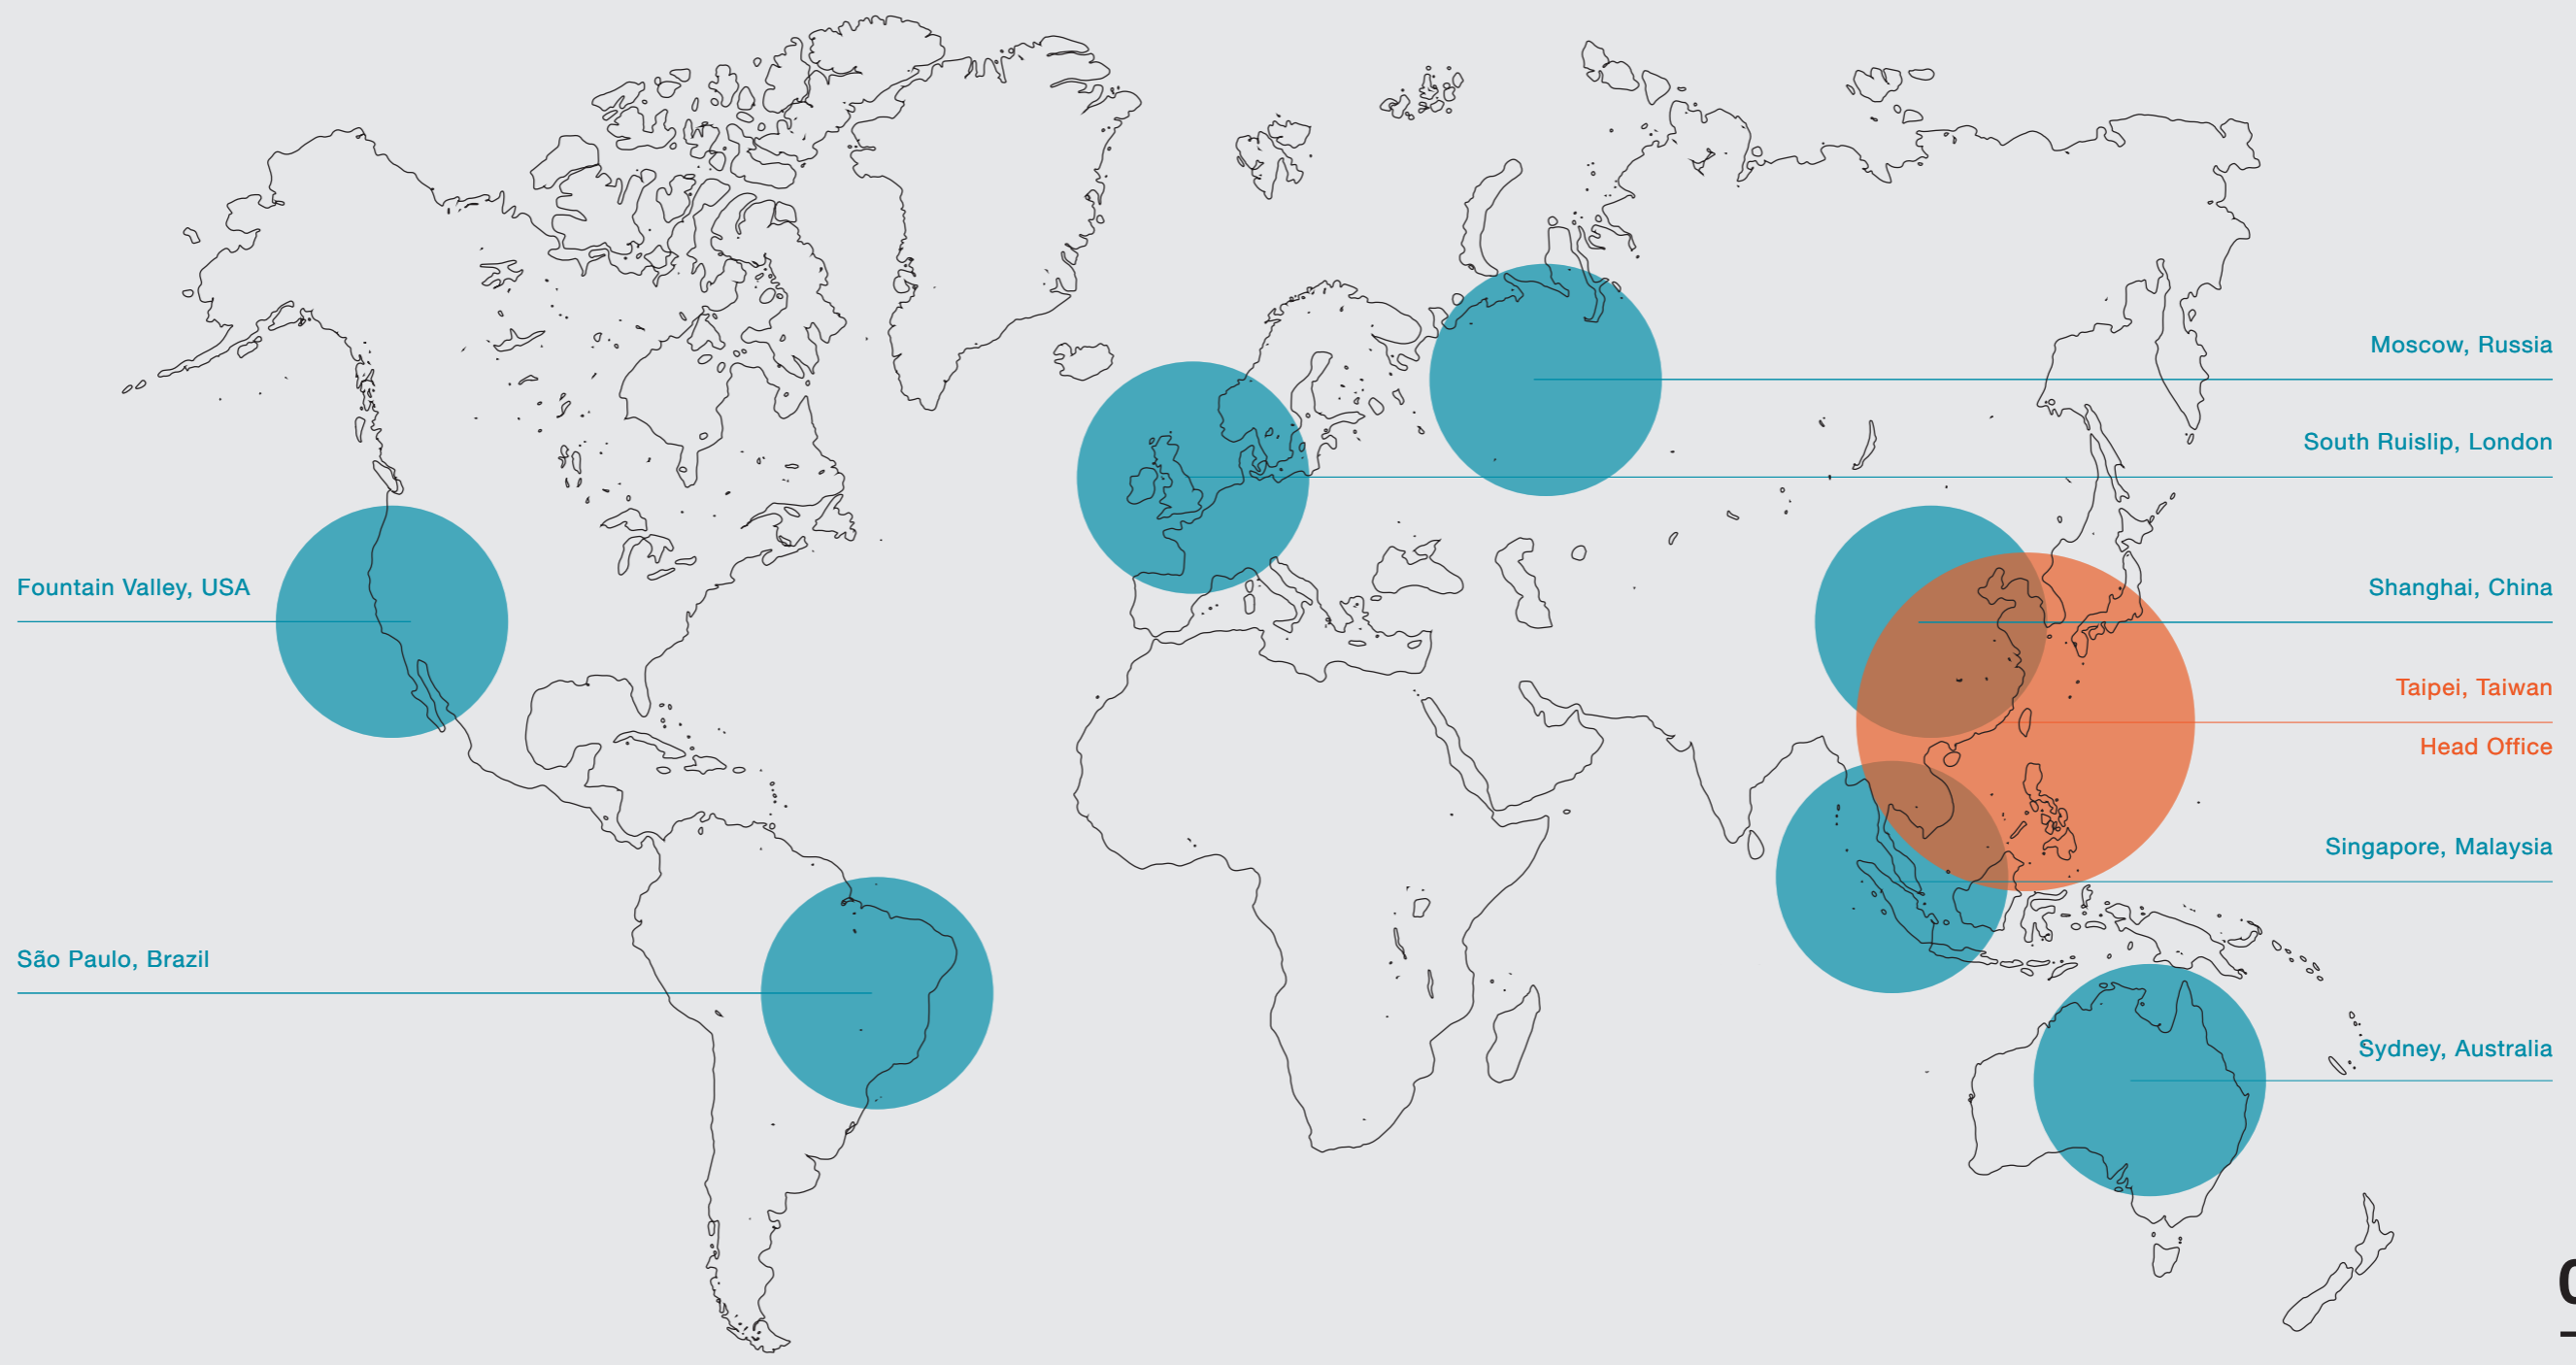 Moscow, Russia
South Ruislip, London
Fountain Valley, USA
Shanghai, China
Taipei, Taiwan
Head Office
Singapore, Malaysia
São Paulo, Brazil
Sydney, Australia